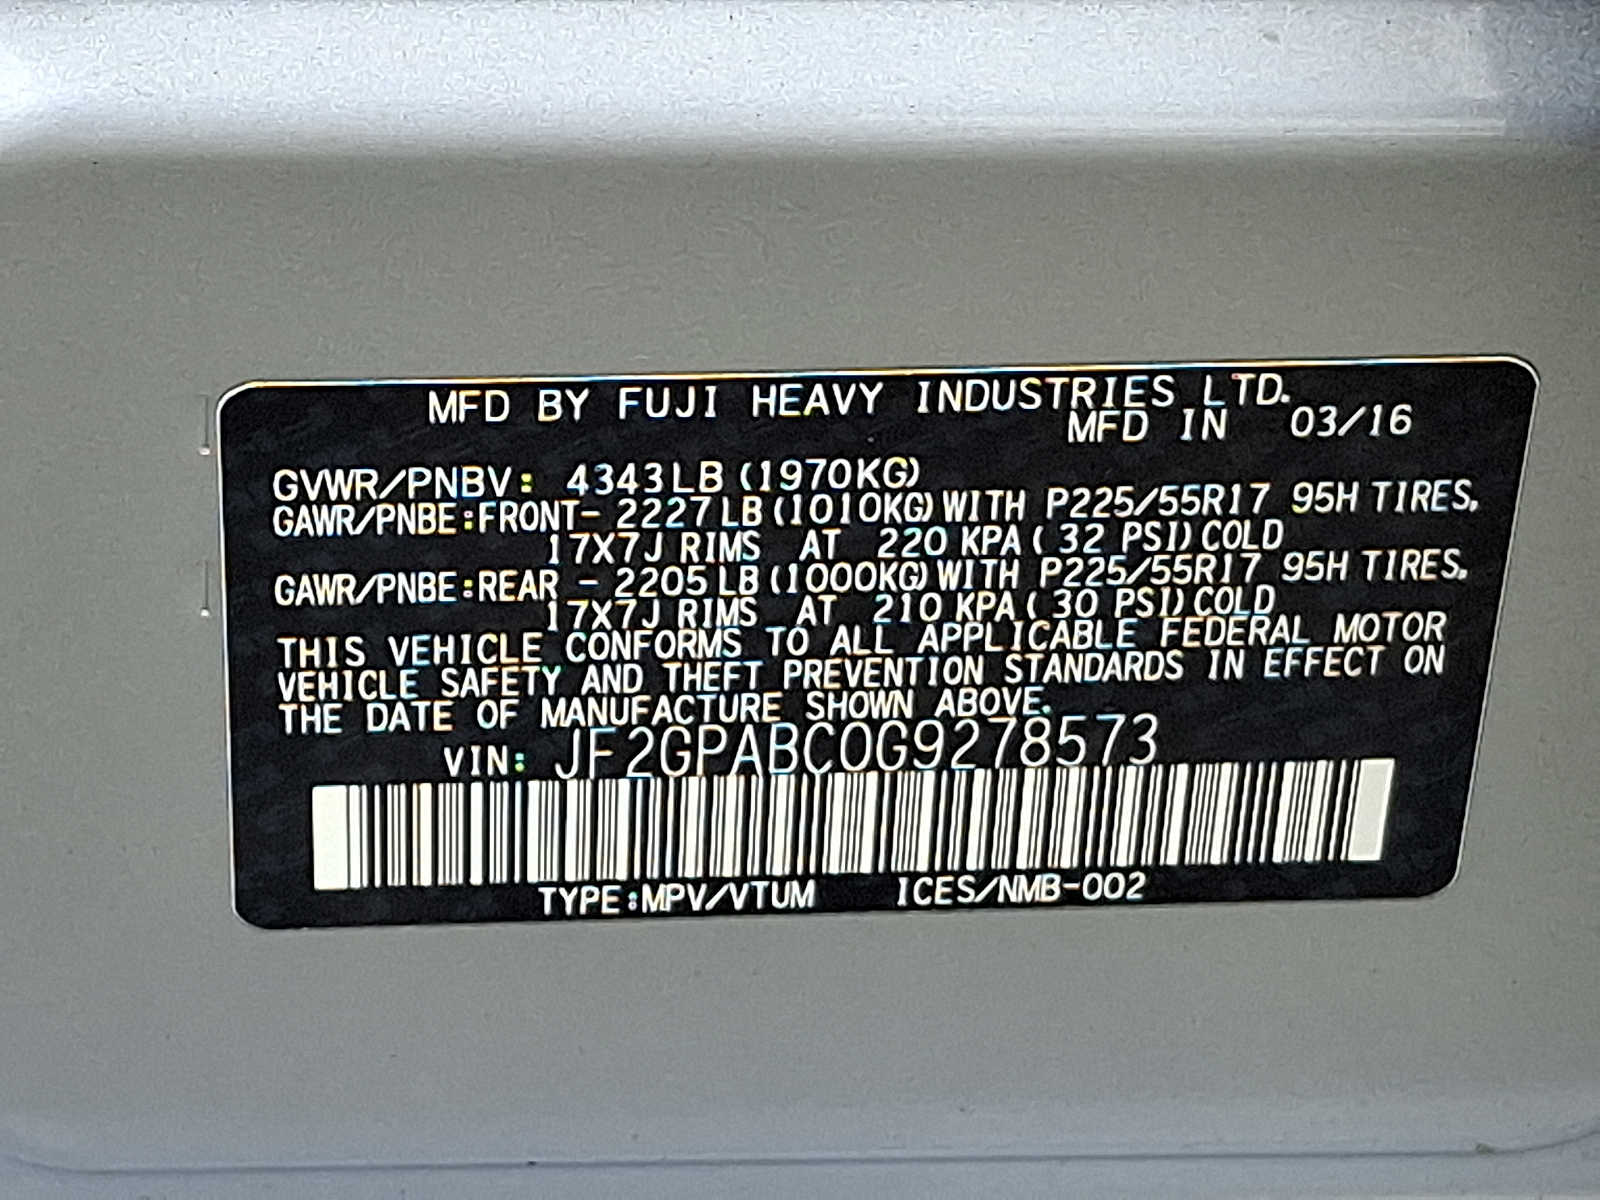 MFD BY FUJI HEAVY INDUSTRIES LTD.
MFD IN 03/16
GVWR/PNBV: 4343LB (1970KG)
GAWR/PNBE:FRONT- 2227LB (1010KG) WITH P225/55R17 95H TIRES.
17X7J RIMS AT 220 KPA ( 32 PSI) COLD
GAWR/PNBE:REAR - 2205LB (1000KG) WITH P225/55R17 95H TIRES.
17X7J RIMS AT 210 KPA ( 30 PSI) COLD
THIS VEHICLE CONFORMS TO ALL APPLICABLE FEDERAL MOTOR
VEHICLE SAFETY AND THEFT PREVENTION STANDARDS IN EFFECT ON
THE DATE OF MANUFACTURE SHOWN ABOVE.
VIN: JF2GPABC0G9278573
TYPE:MPV/VTUM ICES/NMB-002